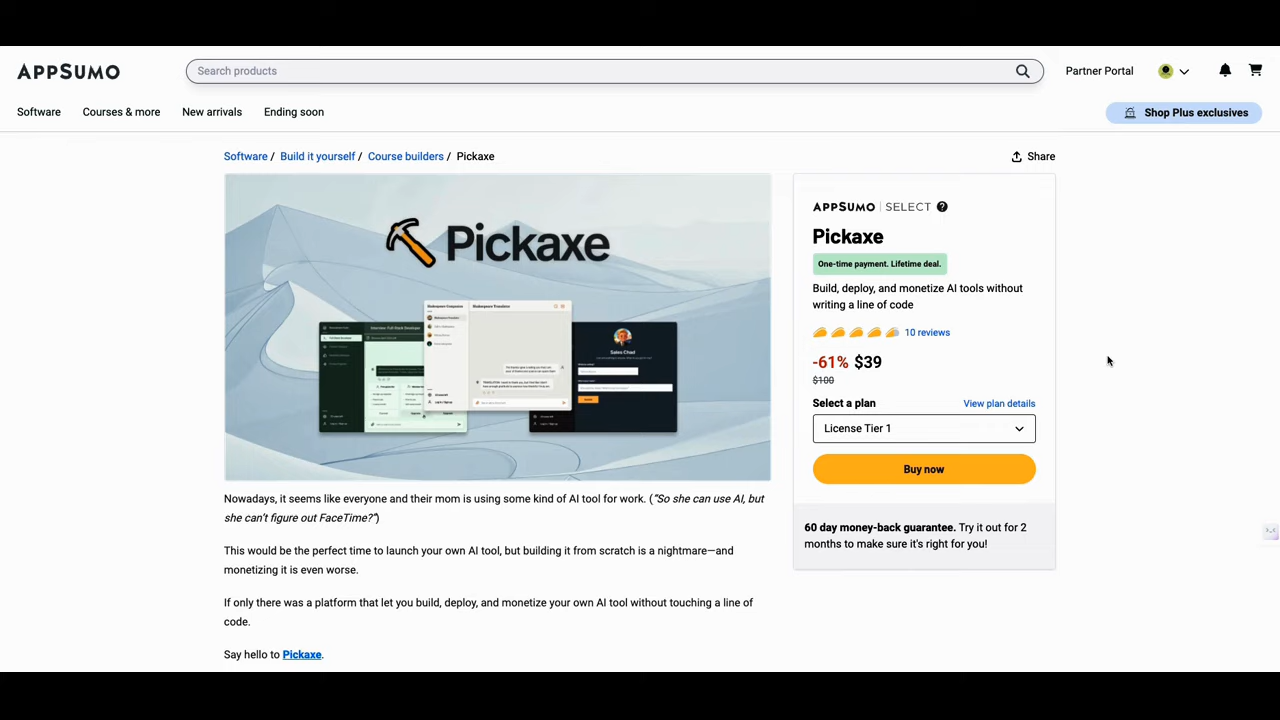 APPSUMO
Search products
Partner Portal
Software
Courses & more
New arrivals
Ending soon
Shop Plus exclusives
Software / Build it yourself / Course builders / Pickaxe
Share
Pickaxe
Sales Chad
APPSUMO | SELECT
Pickaxe
One-time payment. Lifetime deal.
Build, deploy, and monetize AI tools without
writing a line of code
10 reviews
-61% $39
$100
Select a plan
View plan details
License Tier 1
Buy now
60 day money-back guarantee. Try it out for 2
months to make sure it's right for you!
Nowadays, it seems like everyone and their mom is using some kind of AI tool for work. (“So she can use AI, but
she can’t figure out FaceTime?”)
This would be the perfect time to launch your own AI tool, but building it from scratch is a nightmare—and
monetizing it is even worse.
If only there was a platform that let you build, deploy, and monetize your own AI tool without touching a line of
code.
Say hello to Pickaxe.